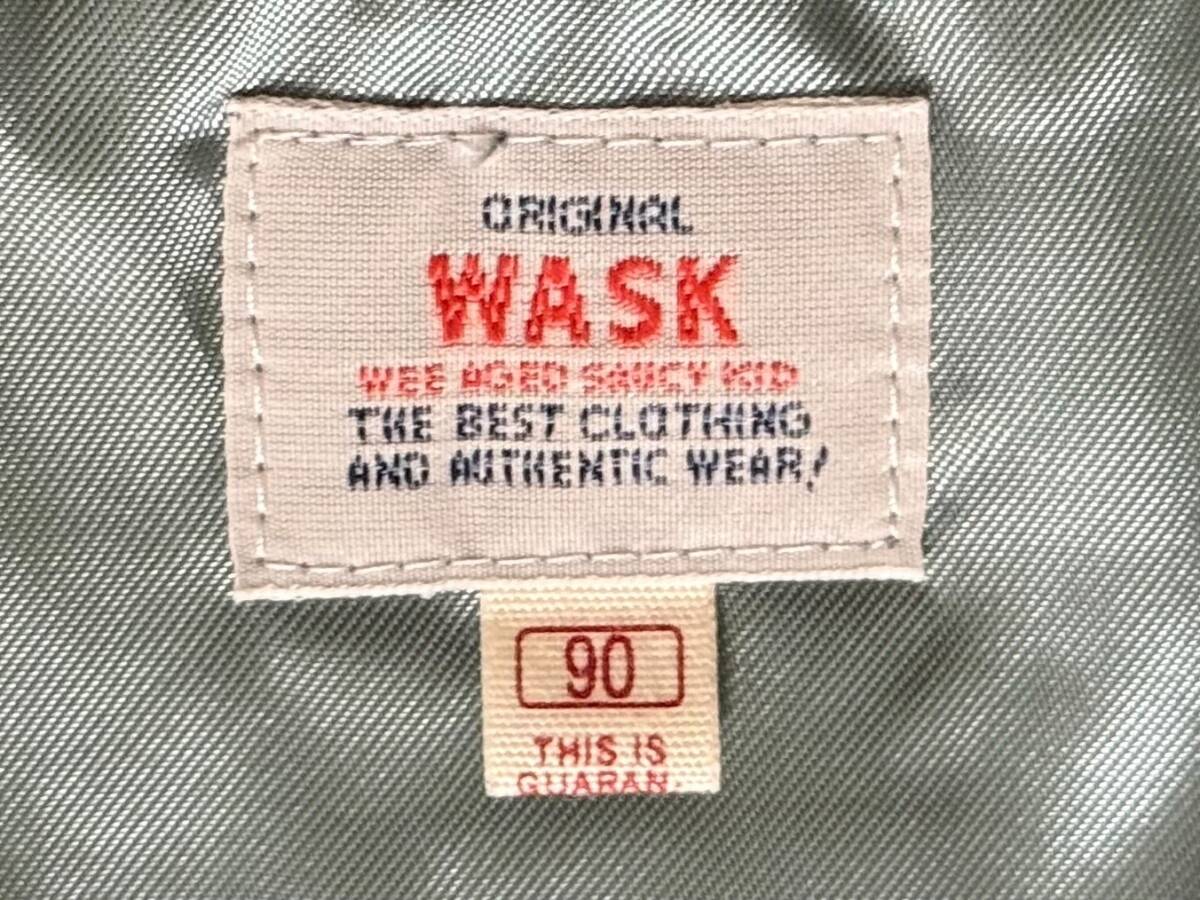 ORIGINAL
WASK
WEE AGED SAUCY KID
THE BEST CLOTHING
AND AUTHENTIC WEAR!
90
THIS IS
GUARAN.